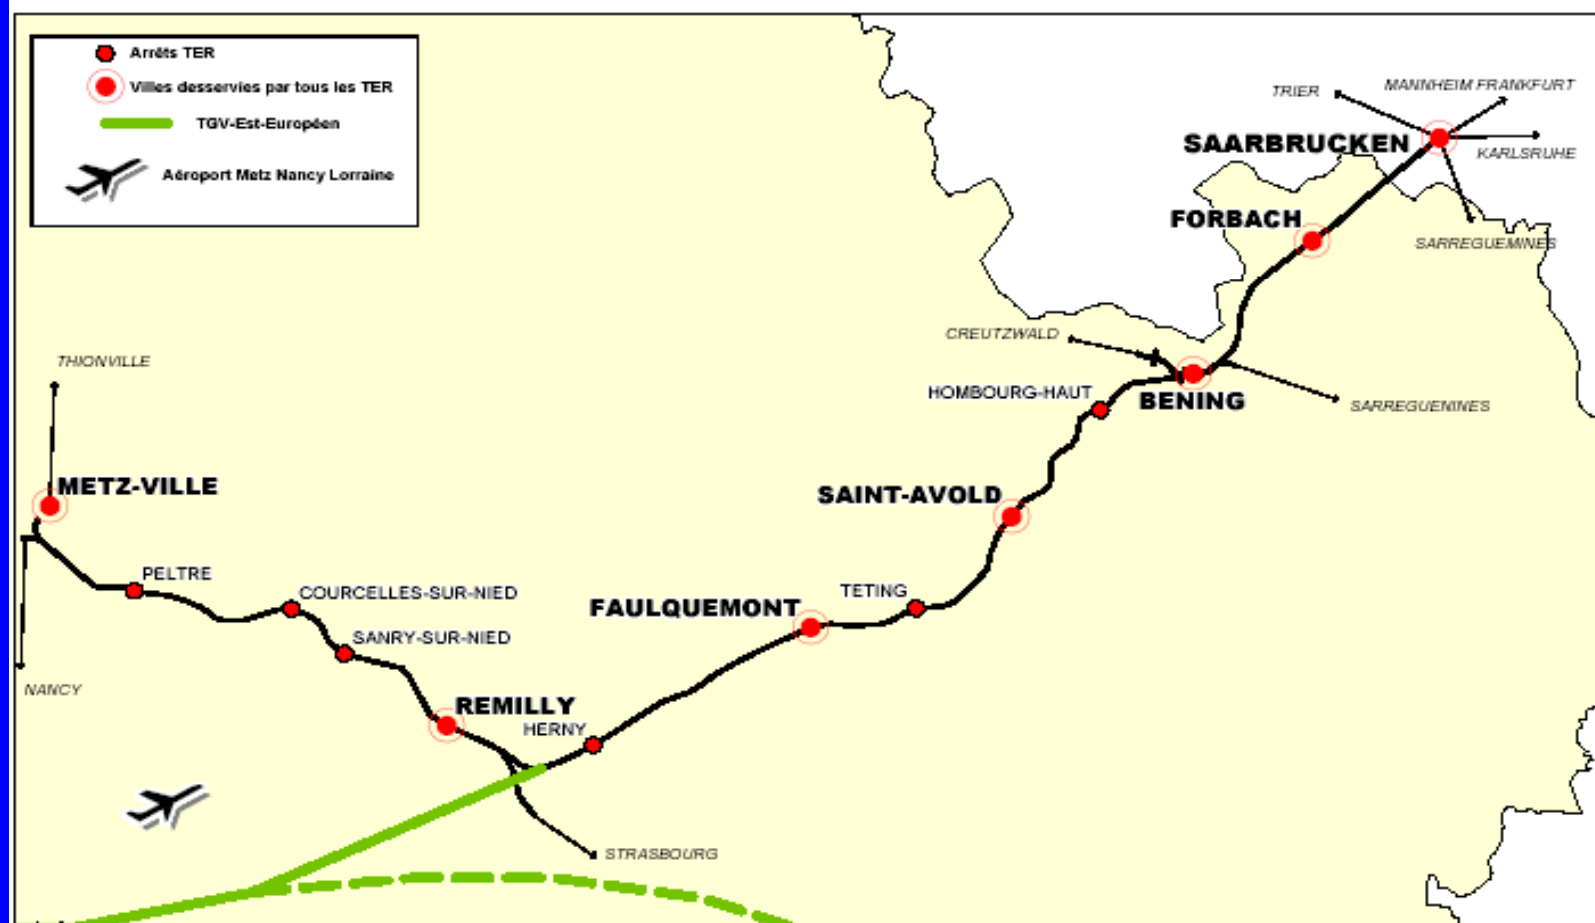 Arrêts TER
Villes desservies par tous les TER
TGV-Est-Européen
Aéroport Metz Nancy Lorraine
TRIER
MANNHEIM FRANKFURT
SAARBRUCKEN
KARLSRUHE
FORBACH
SARREGUEMINES
CREUTZWALD
THIONVILLE
HOMBOURG-HAUT
BENING
SARREGUENINES
METZ-VILLE
SAINT-AVOLD
PELTRE
COURCELLES-SUR-NIED
TETING
FAULQUEMONT
SANRY-SUR-NIED
NANCY
REMILLY
HERNY
STRASBOURG